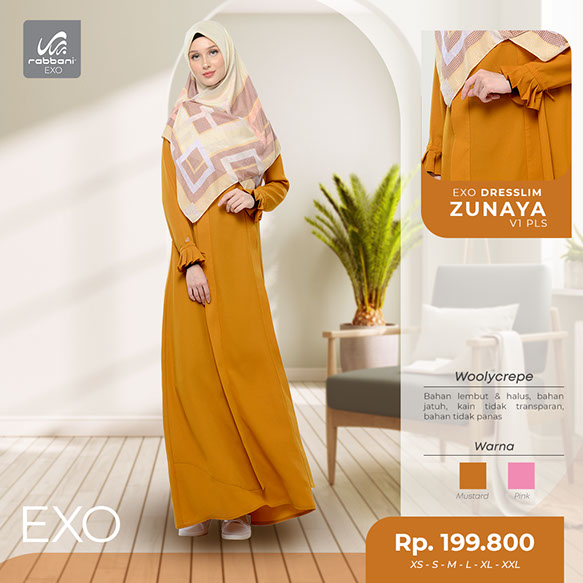 rabbani
EXO
EXO DRESSLIM
ZUNAYA
V1 PLS
Woolycrepe
Bahan lembut & halus, bahan
jatuh, kain tidak transparan,
bahan tidak panas
Warna
Mustard Pink
EXO
Rp. 199.800
XS - S - M - L - XL - XXL